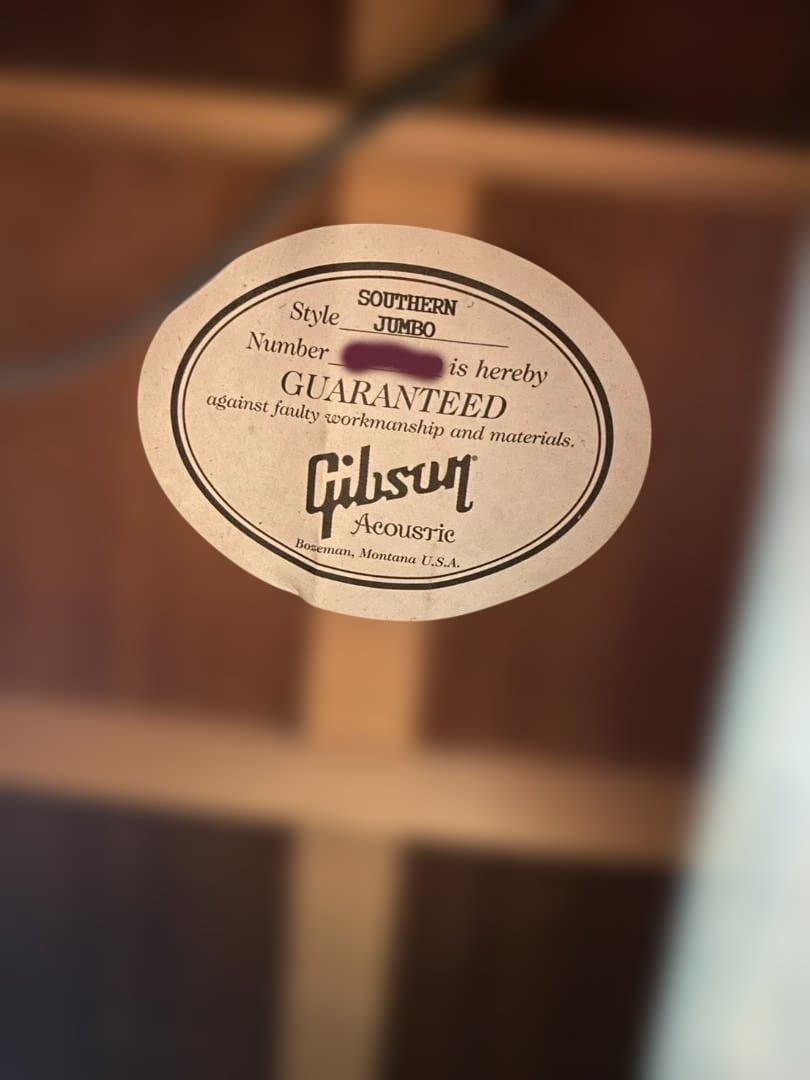 SOUTHERN
Style JUMBO
Number is hereby
GUARANTEED
against faulty workmanship and materials.
Gibson
Acoustic
Bozeman, Montana U.S.A.